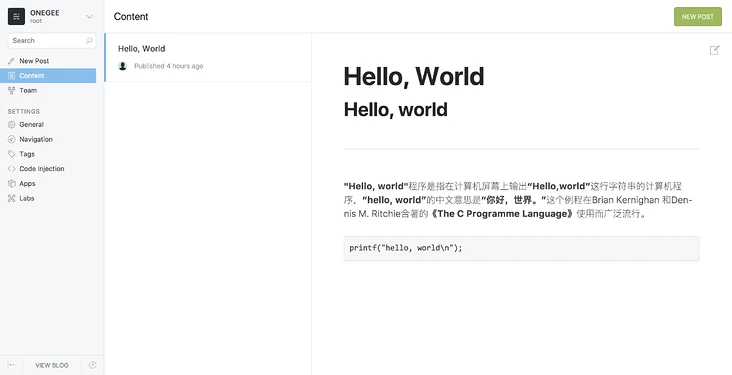 ONEGEE
root
Search
New Post
Content
Team
SETTINGS
General
Navigation
Tags
Code Injection
Apps
Labs
VIEW BLOG
Content
NEW POST
Hello, World
Published 4 hours ago
Hello, World
Hello, world
"Hello, world"程序是指在计算机屏幕上输出“Hello,world”这行字符串的计算机程
序，“hello, world”的中文意思是“你好，世界。”这个例程在Brian Kernighan 和Den-
nis M. Ritchie合著的《The C Programme Language》使用而广泛流行。
printf("hello, world\n");